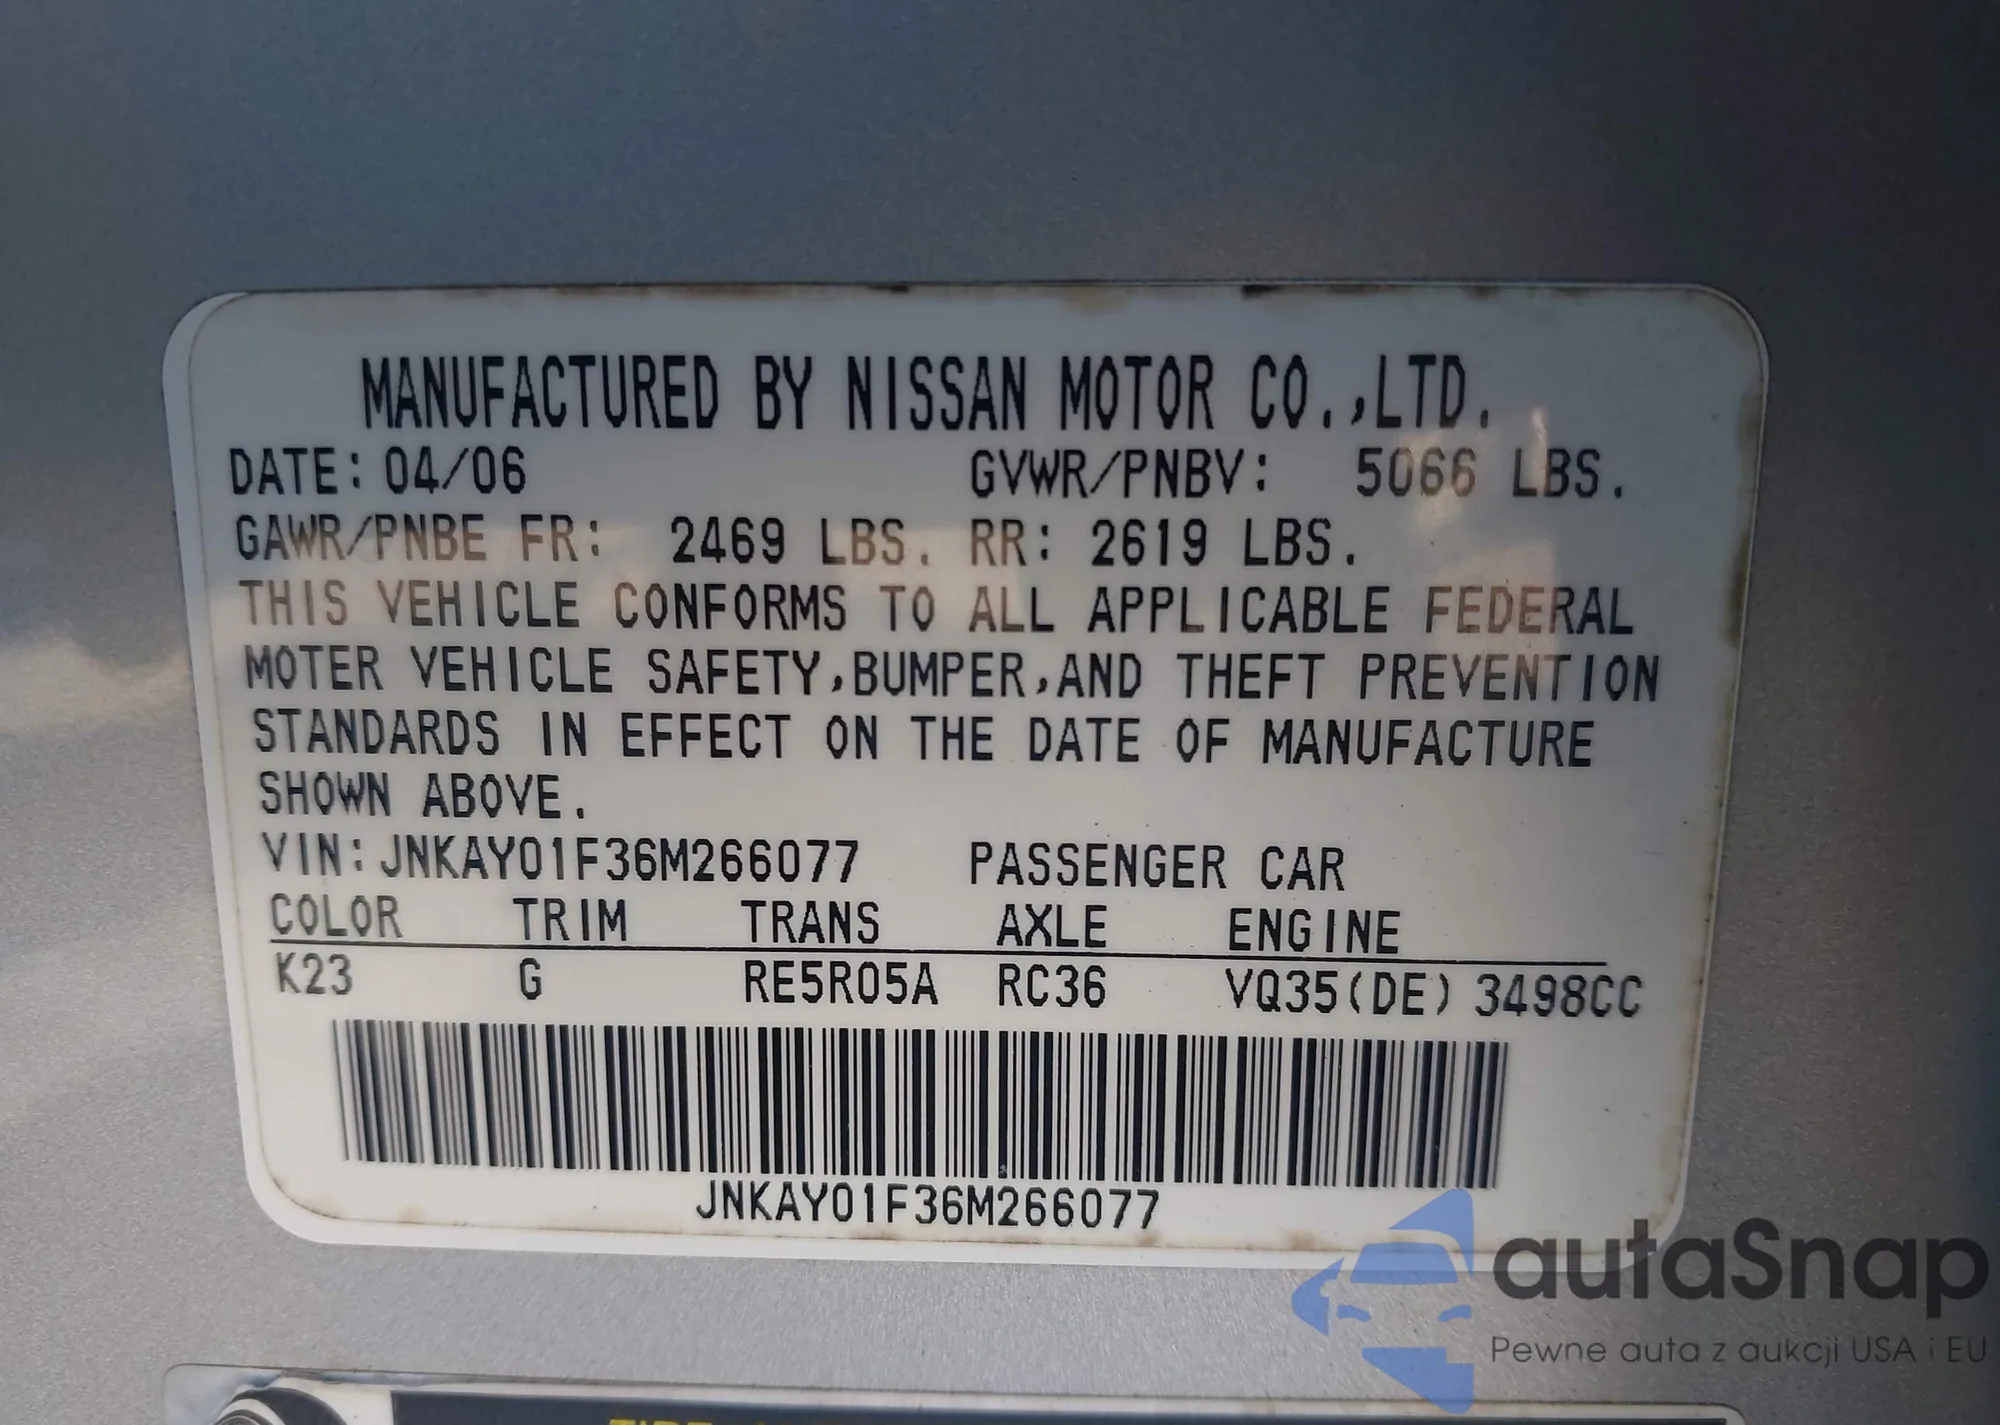 MANUFACTURED BY NISSAN MOTOR CO.,LTD.
DATE: 04/06 GVWR/PNBV: 5066 LBS.
GAWR/PNBE FR: 2469 LBS. RR: 2619 LBS.
THIS VEHICLE CONFORMS TO ALL APPLICABLE FEDERAL
MOTER VEHICLE SAFETY,BUMPER,AND THEFT PREVENTION
STANDARDS IN EFFECT ON THE DATE OF MANUFACTURE
SHOWN ABOVE.
VIN: JNKAY01F36M266077 PASSENGER CAR
COLOR TRIM TRANS AXLE ENGINE
K23 G RE5R05A RC36 VQ35(DE) 3498CC
JNKAY01F36M266077
autaSnap
Pewne auta z aukcji USA i EU